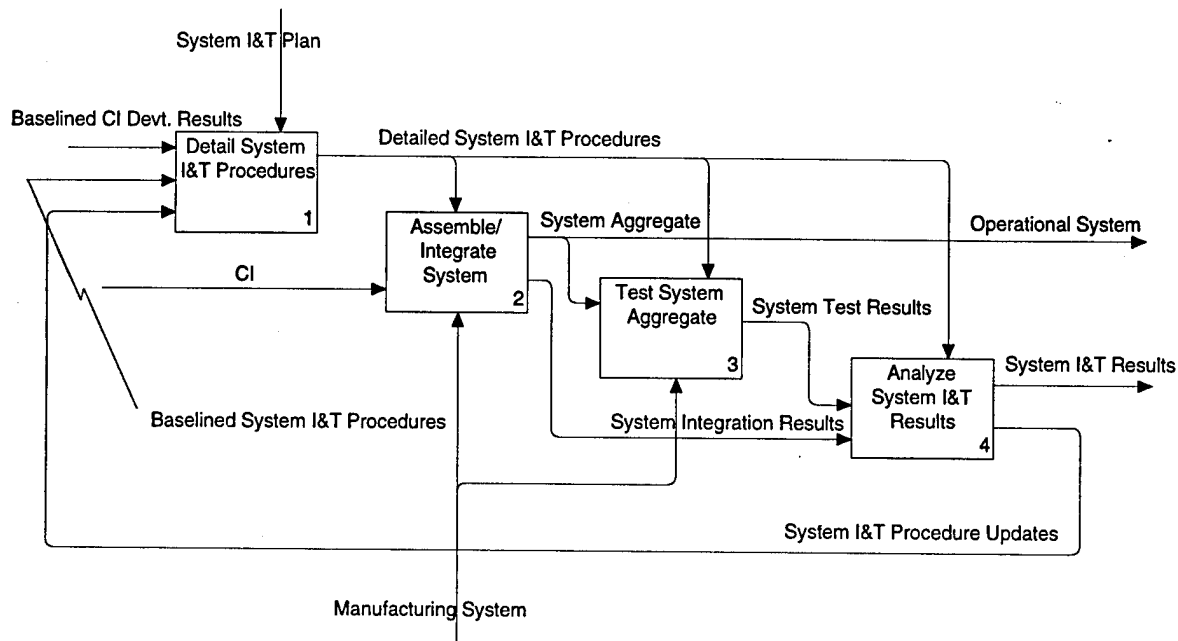 System I&T Plan
Baselined CI Devt. Results
Detail System
I&T Procedures
1
Detailed System I&T Procedures
Assemble/
Integrate
System
2
System Aggregate
Operational System
CI
Test System
Aggregate
3
System Test Results
Analyze
System I&T
Results
4
System I&T Results
Baselined System I&T Procedures
System Integration Results
System I&T Procedure Updates
Manufacturing System